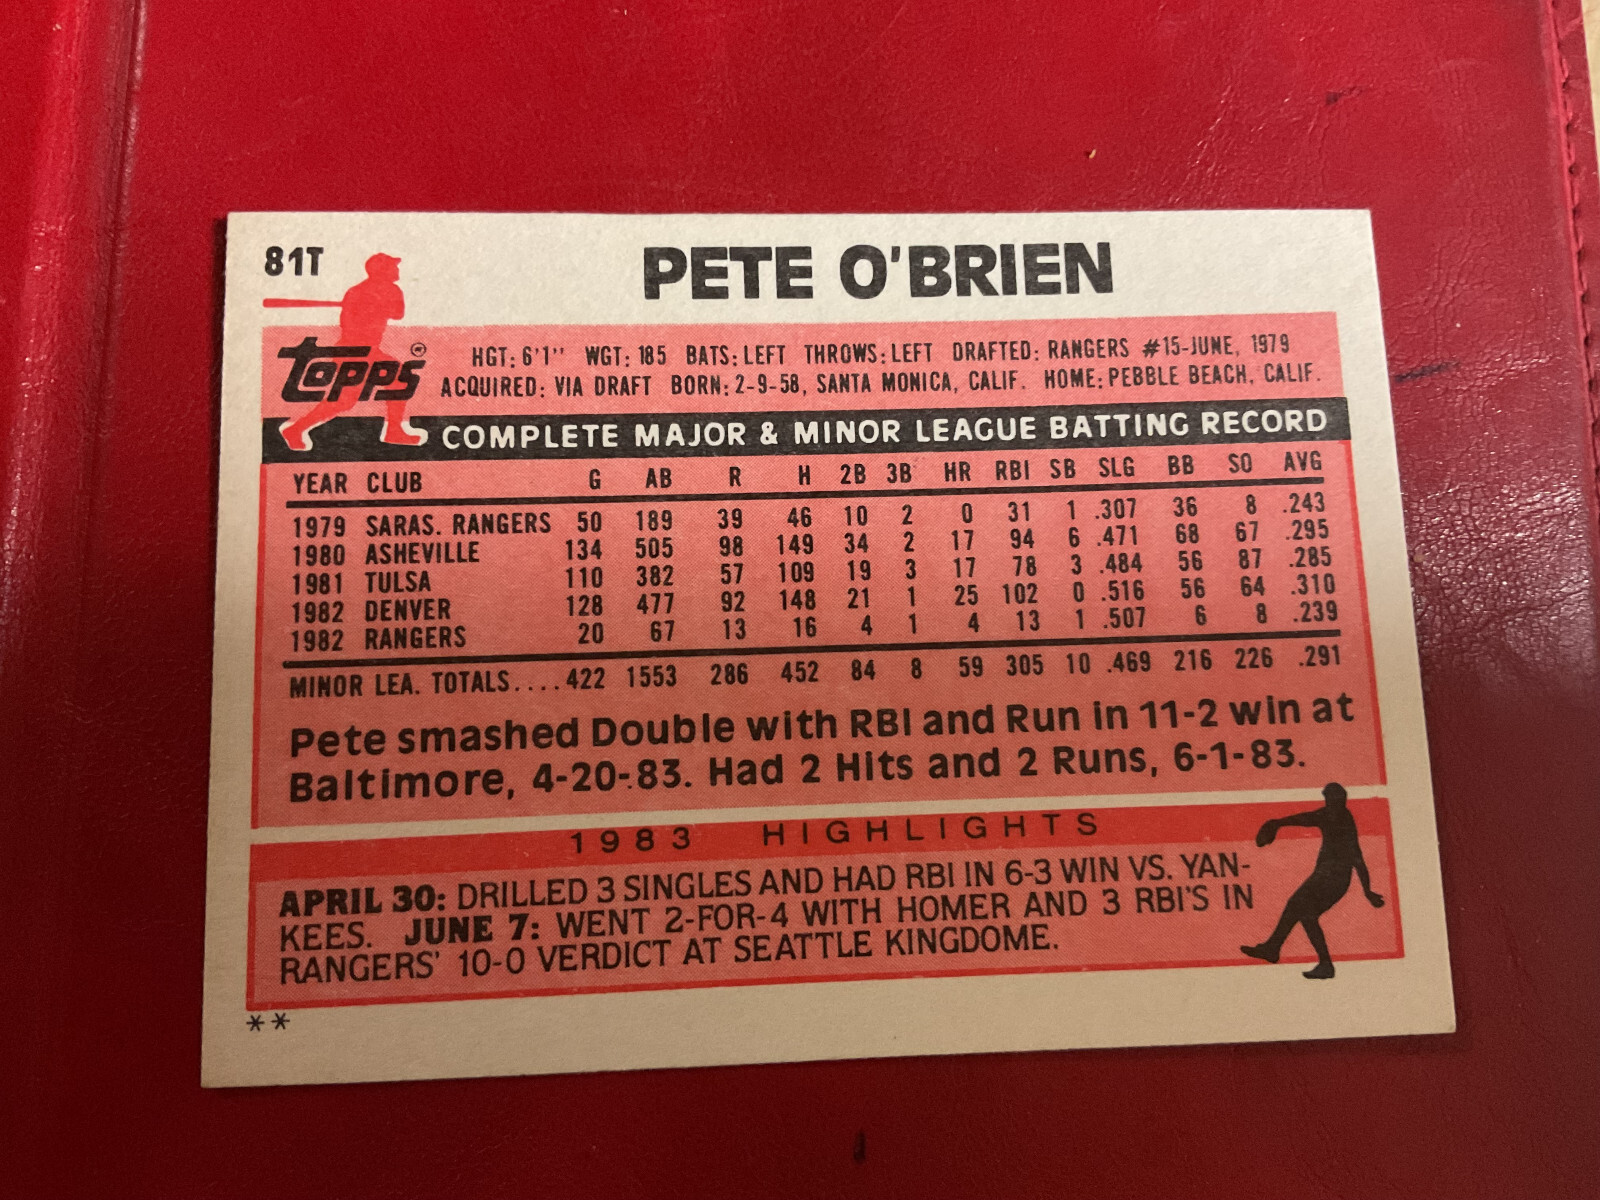 81T
PETE O'BRIEN
topps®
HGT: 6'1" WGT: 185 BATS: LEFT THROWS: LEFT DRAFTED: RANGERS #15-JUNE, 1979
ACQUIRED: VIA DRAFT BORN: 2-9-58, SANTA MONICA, CALIF. HOME: PEBBLE BEACH, CALIF.
COMPLETE MAJOR & MINOR LEAGUE BATTING RECORD
YEAR CLUB G AB R H 2B 3B HR RBI SB SLG BB SO AVG
1979 SARAS. RANGERS 50 189 39 46 10 2 0 31 1 .307 36 8 .243
1980 ASHEVILLE 134 505 98 149 34 2 17 94 6 .471 68 67 .295
1981 TULSA 110 382 57 109 19 3 17 78 3 .484 56 87 .285
1982 DENVER 128 477 92 148 21 1 25 102 0 .516 56 64 .310
1982 RANGERS 20 67 13 16 4 1 4 13 1 .507 6 8 .239
MINOR LEA. TOTALS....422 1553 286 452 84 8 59 305 10 .469 216 226 .291
Pete smashed Double with RBI and Run in 11-2 win at
Baltimore, 4-20-83. Had 2 Hits and 2 Runs, 6-1-83.
1983 HIGHLIGHTS
APRIL 30: DRILLED 3 SINGLES AND HAD RBI IN 6-3 WIN VS. YAN-
KEES. JUNE 7: WENT 2-FOR-4 WITH HOMER AND 3 RBI'S IN
RANGERS' 10-0 VERDICT AT SEATTLE KINGDOME.
**